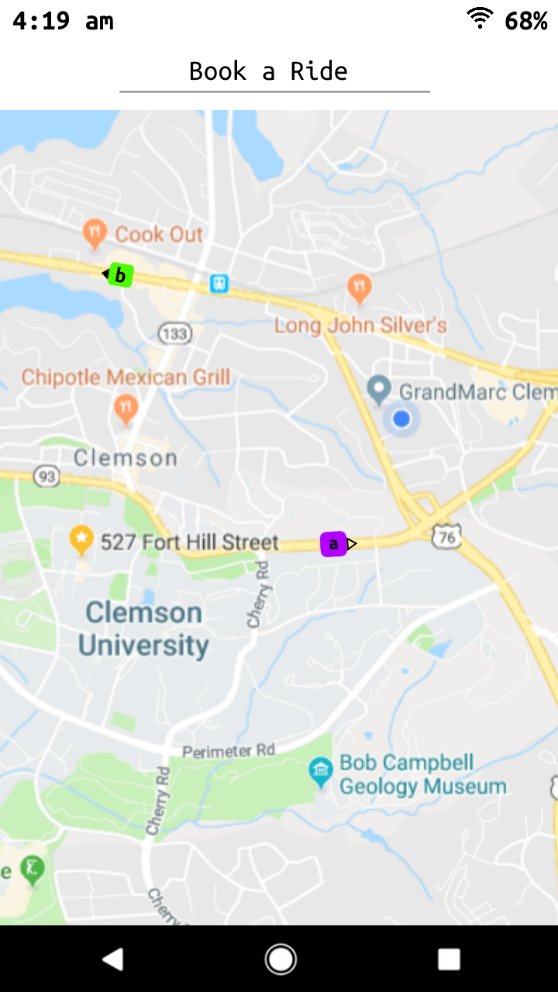 4:19 am
68%
Book a Ride
Cook Out
b
133
Long John Silver's
Chipotle Mexican Grill
GrandMarc Clem
Clemson
93
527 Fort Hill Street
a
76
Cherry Rd
Clemson
University
Perimeter Rd
Bob Campbell
Geology Museum
Cherry Rd
e
Cherry